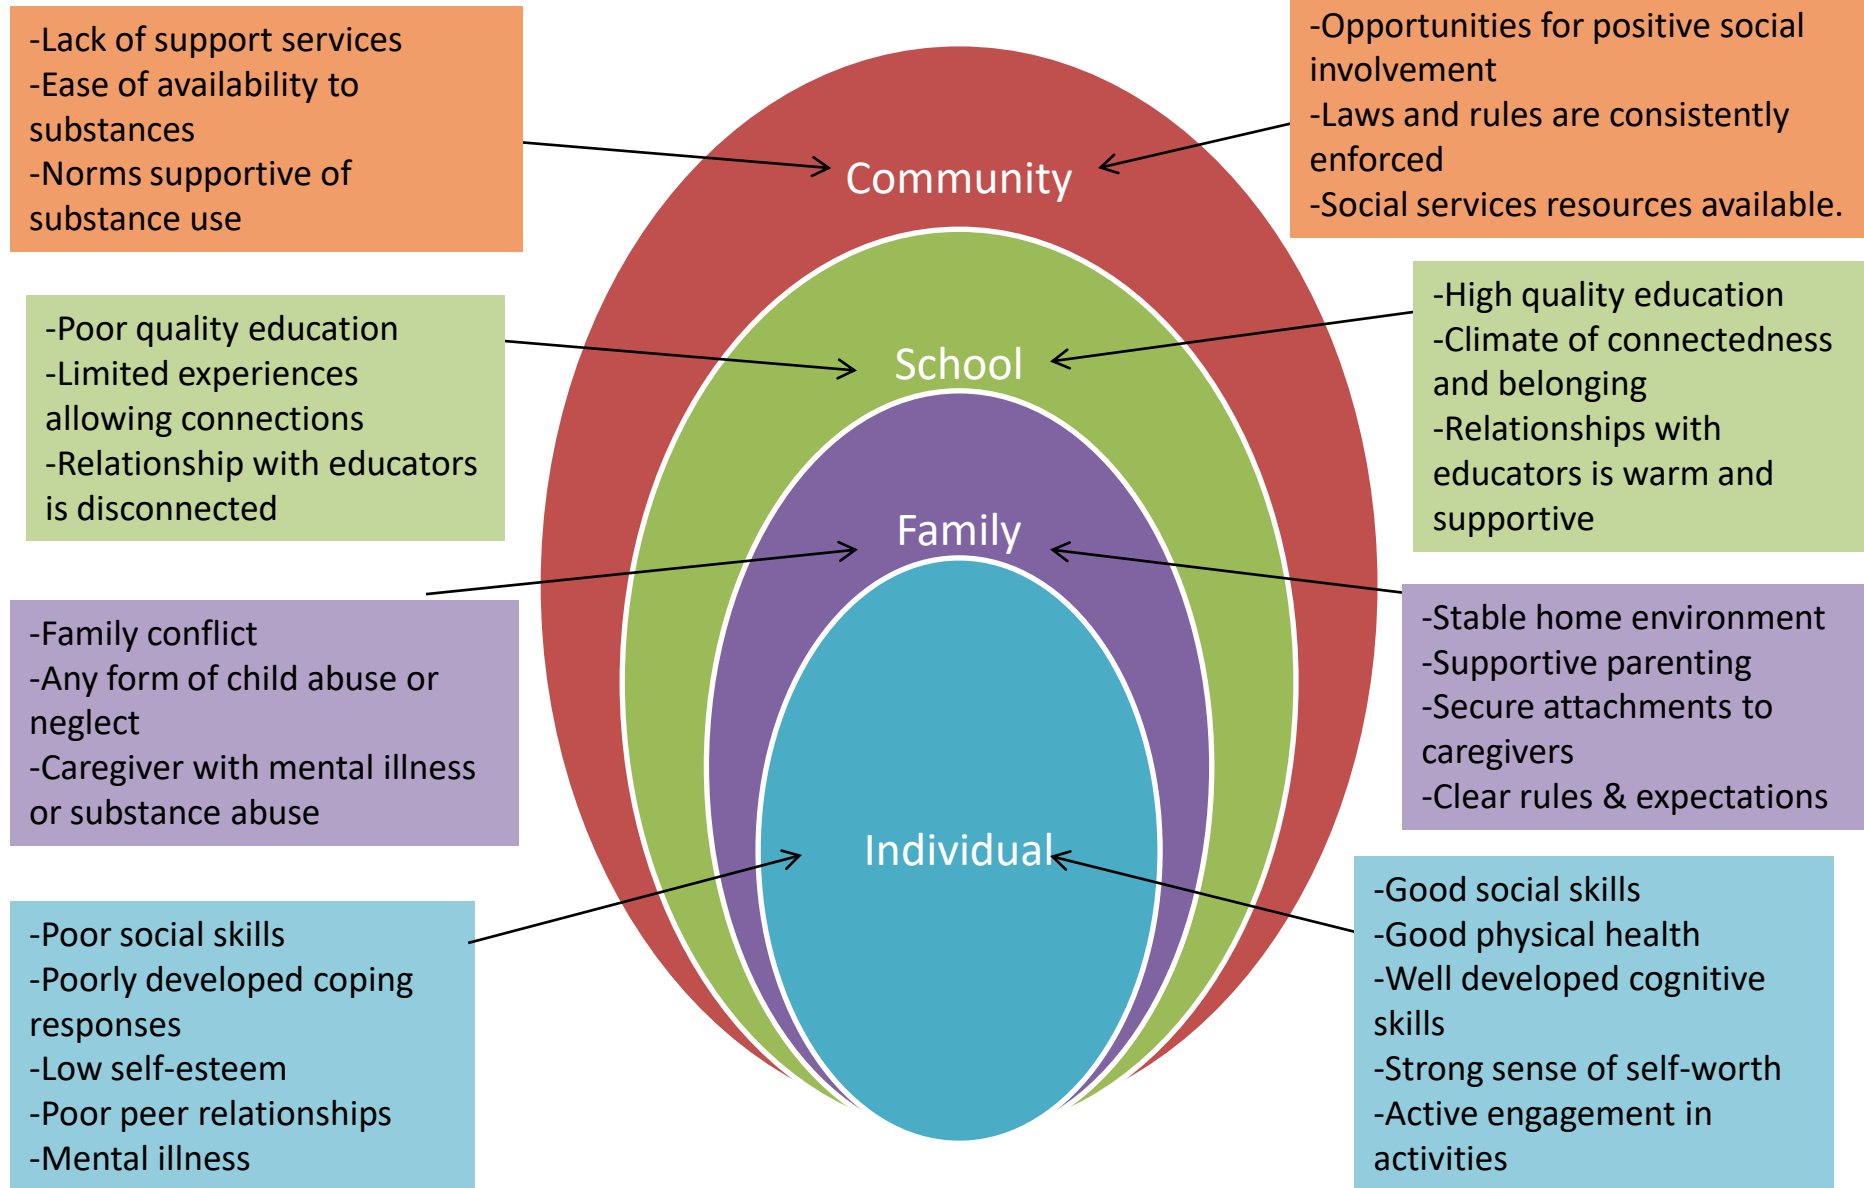 -Lack of support services
-Ease of availability to
substances
-Norms supportive of
substance use
-Opportunities for positive social
involvement
-Laws and rules are consistently
enforced
-Social services resources available.
Community
-Poor quality education
-Limited experiences
allowing connections
-Relationship with educators
is disconnected
School
-High quality education
-Climate of connectedness
and belonging
-Relationships with
educators is warm and
supportive
Family
-Family conflict
-Any form of child abuse or
neglect
-Caregiver with mental illness
or substance abuse
-Stable home environment
-Supportive parenting
-Secure attachments to
caregivers
-Clear rules & expectations
Individual
-Poor social skills
-Poorly developed coping
responses
-Low self-esteem
-Poor peer relationships
-Mental illness
-Good social skills
-Good physical health
-Well developed cognitive
skills
-Strong sense of self-worth
-Active engagement in
activities